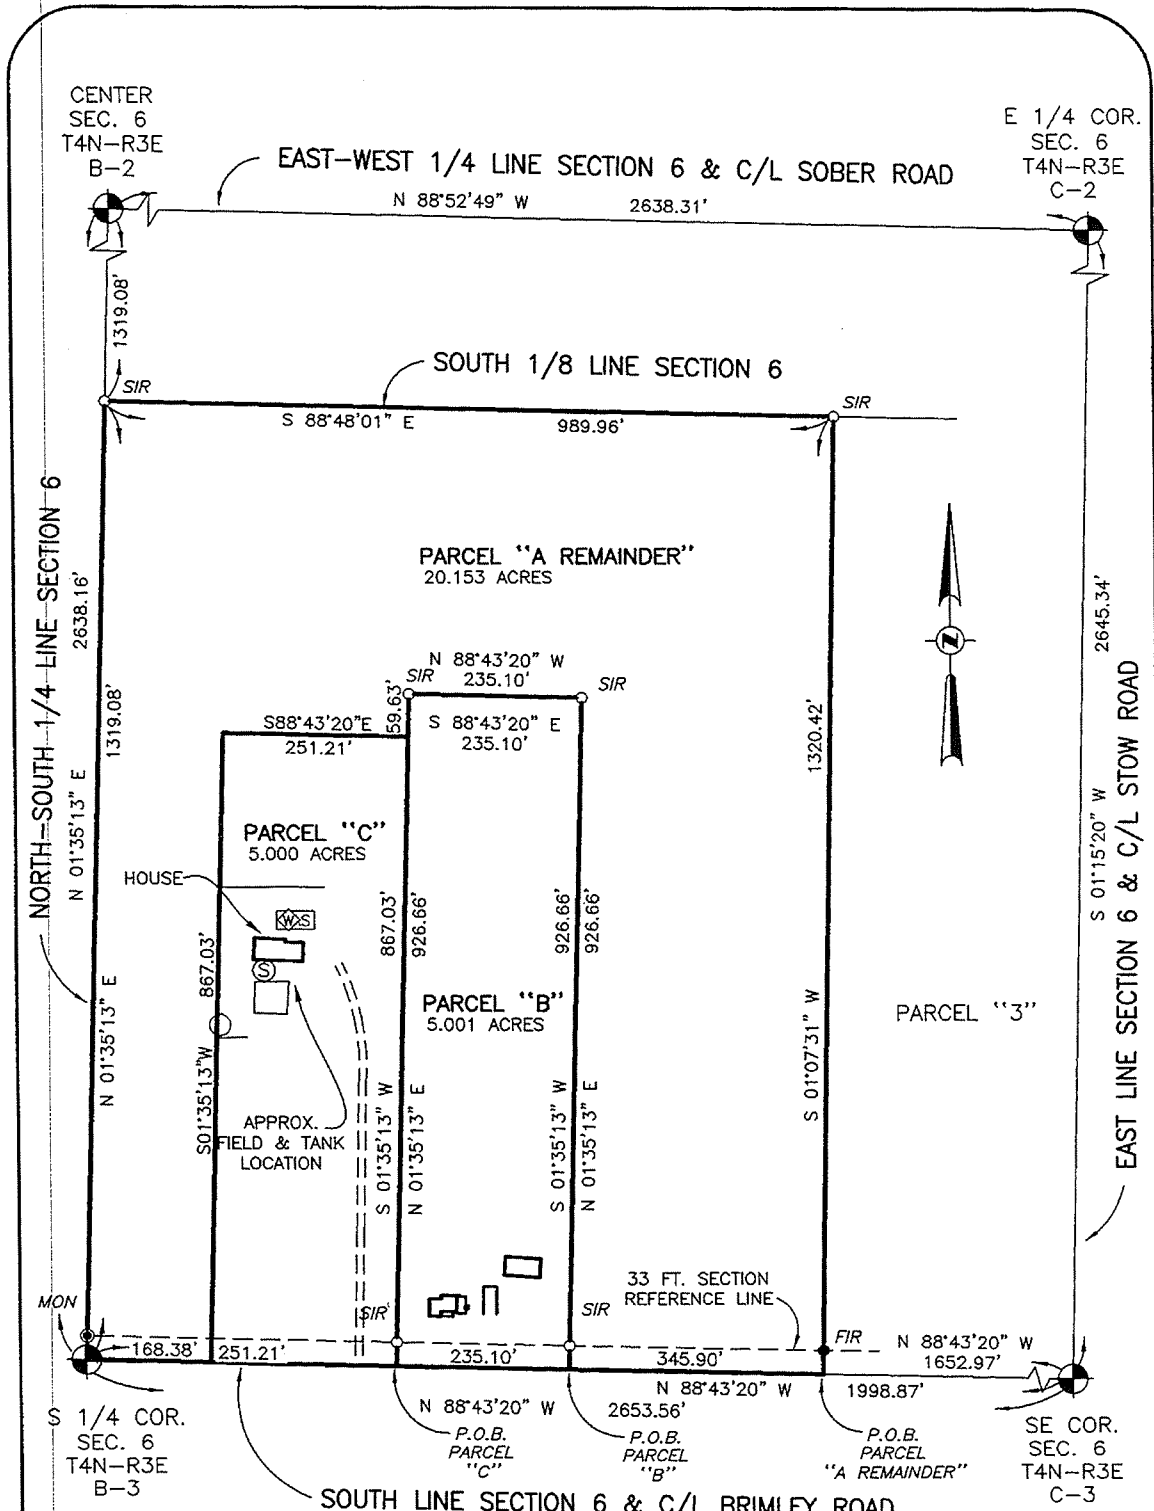 CENTER
SEC. 6
T4N-R3E
B-2
E 1/4 COR.
SEC. 6
T4N-R3E
C-2
EAST-WEST 1/4 LINE SECTION 6 & C/L SOBER ROAD
N 88°52'49" W 2638.31'
1319.08'
SOUTH 1/8 LINE SECTION 6
SIR
SIR
S 88°48'01" E 989.96'
NORTH-SOUTH 1/4 LINE SECTION 6
N 01°35'13" E 2638.16'
N 01°35'13" E 1319.08'
PARCEL "A REMAINDER"
20.153 ACRES
Z
N 88°43'20" W
235.10'
SIR
SIR
59.63'
S 88°43'20" E
235.10'
S88°43'20"E
251.21'
S 01°07'31" W 1320.42'
S 01°15'20" W 2645.34'
EAST LINE SECTION 6 & C/L STOW ROAD
PARCEL "C"
5.000 ACRES
HOUSE
W S
S
S01°35'13"W 867.03'
S 01°35'13" W 867.03'
N 01°35'13" E 926.66'
PARCEL "B"
5.001 ACRES
S 01°35'13" W 926.66'
N 01°35'13" E 926.66'
PARCEL "3"
APPROX.
FIELD & TANK
LOCATION
33 FT. SECTION
REFERENCE LINE
MON
SIR
SIR
FIR
168.38'
251.21'
235.10'
345.90'
N 88°43'20" W
1652.97'
N 88°43'20" W 1998.87'
N 88°43'20" W 2653.56'
S 1/4 COR.
SEC. 6
T4N-R3E
B-3
P.O.B.
PARCEL
"C"
P.O.B.
PARCEL
"B"
P.O.B.
PARCEL
"A REMAINDER"
SE COR.
SEC. 6
T4N-R3E
C-3
SOUTH LINE SECTION 6 & C/L BRIMLEY ROAD